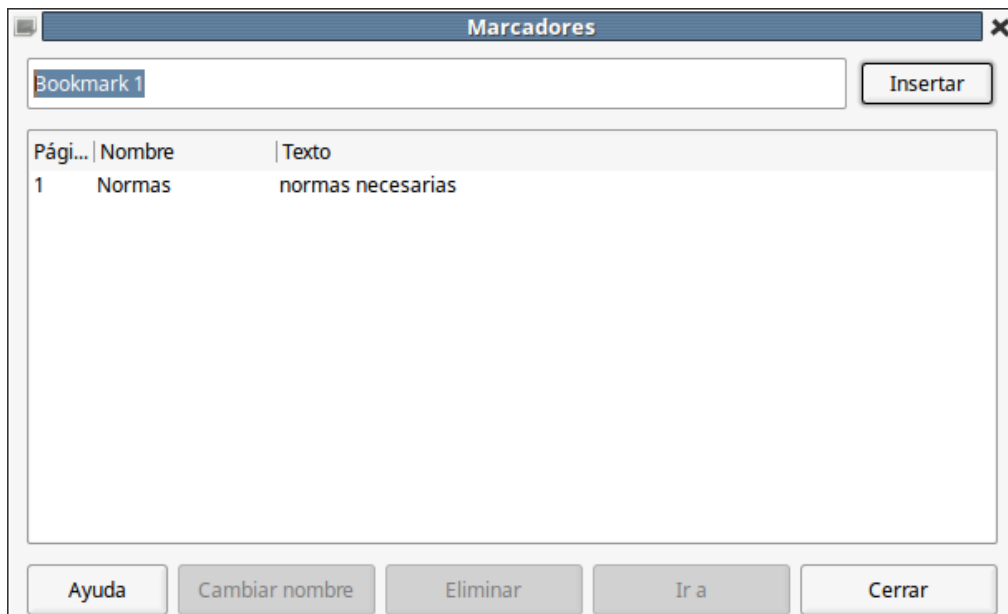 Marcadores
Bookmark 1 Insertar
Pági... Nombre Texto
1 Normas normas necesarias
Ayuda Cambiar nombre Eliminar Ir a Cerrar